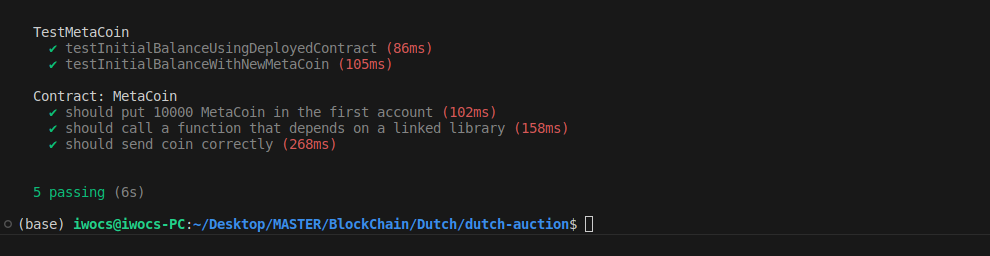 TestMetaCoin
✔ testInitialBalanceUsingDeployedContract (86ms)
✔ testInitialBalanceWithNewMetaCoin (105ms)
Contract: MetaCoin
✔ should put 10000 MetaCoin in the first account (102ms)
✔ should call a function that depends on a linked library (158ms)
✔ should send coin correctly (268ms)
5 passing (6s)
(base) iwocs@iwocs-PC:~/Desktop/MASTER/BlockChain/Dutch/dutch-auction$